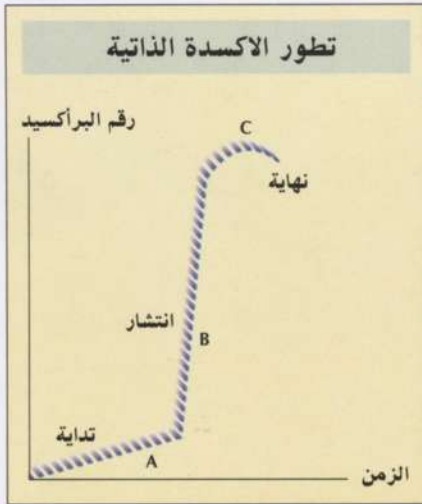 تطور الاكسدة الذاتية
رقم البرأكسيد
C
نهاية
انتشار
B
تداية
A
الزمن